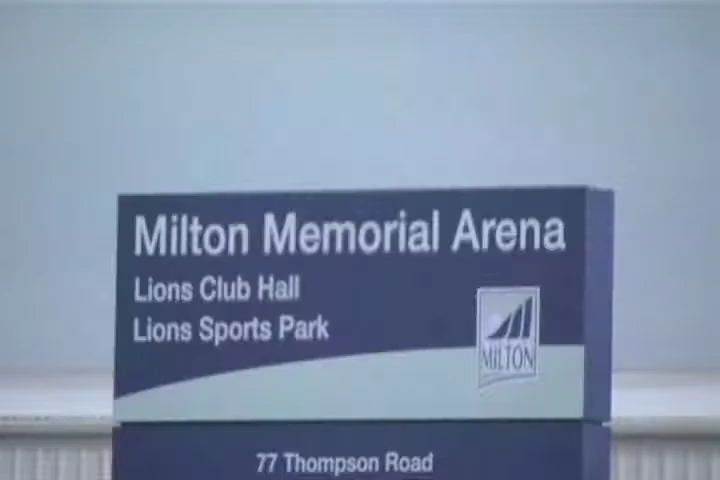 Milton Memorial Arena
Lions Club Hall
Lions Sports Park
MILTON
77 Thompson Road